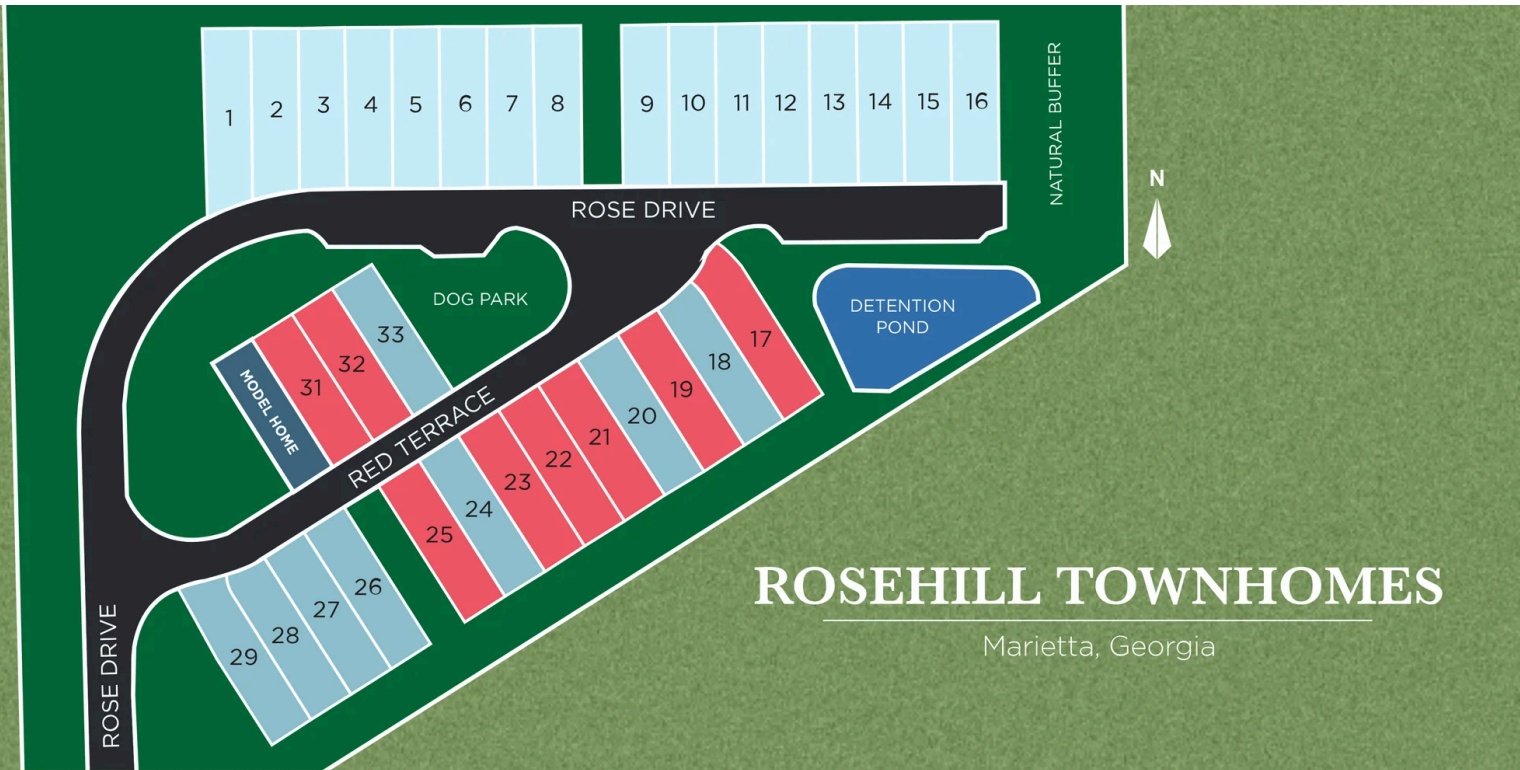 1
2
3
4
5
6
7
8
9
10
11
12
13
14
15
16
NATURAL BUFFER
N
ROSE DRIVE
DOG PARK
DETENTION
POND
MODEL HOME
31
32
33
RED TERRACE
17
18
19
20
21
22
23
24
25
26
27
28
29
ROSE DRIVE
ROSEHILL TOWNHOMES
Marietta, Georgia